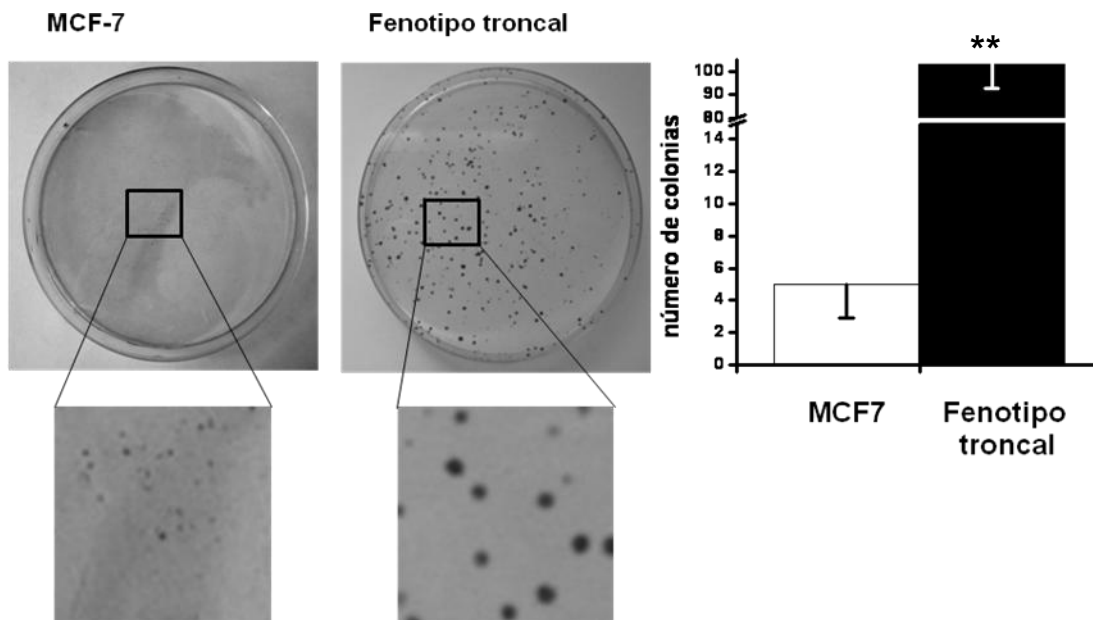 MCF-7
Fenotipo troncal
**
número de colonias
100
90
80
14
12
10
8
6
4
2
0
MCF7
Fenotipo
troncal